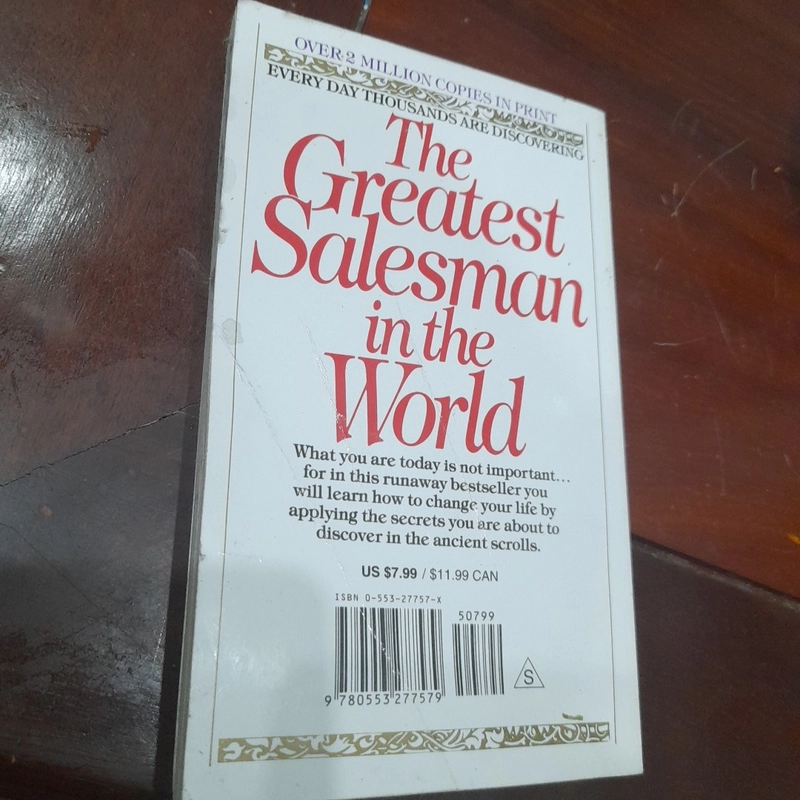 OVER 2 MILLION COPIES IN PRINT
EVERY DAY THOUSANDS ARE DISCOVERING
The
Greatest
Salesman
in the
World
What you are today is not important...
for in this runaway bestseller you
will learn how to change your life by
applying the secrets you are about to
discover in the ancient scrolls.
US $7.99 / $11.99 CAN
ISBN 0-553-27757-X
50799
9 780553 277579
S